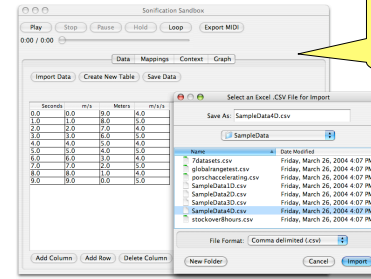 Sonification Sandbox
Play Stop Pause Hold Loop Export MIDI
0:00 / 0:00
Data Mappings Context Graph
Import Data Create New Table Save Data
Seconds m/s Meters m/s/s
0.0 0.0 9.0 4.0
1.0 1.0 8.0 5.0
2.0 2.0 7.0 4.0
3.0 3.0 6.0 5.0
4.0 4.0 5.0 4.0
5.0 5.0 4.0 5.0
6.0 6.0 3.0 4.0
7.0 7.0 2.0 5.0
8.0 8.0 1.0 4.0
9.0 9.0 0.0 5.0
Add Column Add Row Delete Column
Select an Excel .CSV File for Import
Save As: SampleData4D.csv
SampleData
Name Date Modified
7datasets.csv Friday, March 26, 2004 4:07 PM
globalrangetest.csv Friday, March 26, 2004 4:07 PM
porschaccelerating.csv Friday, March 26, 2004 4:07 PM
SampleData1D.csv Friday, March 26, 2004 4:07 PM
SampleData2D.csv Friday, March 26, 2004 4:07 PM
SampleData3D.csv Friday, March 26, 2004 4:07 PM
SampleData4D.csv Friday, March 26, 2004 4:07 PM
stockover8hours.csv Friday, March 26, 2004 4:07 PM
File Format: Comma delimited (.csv)
New Folder Cancel Import